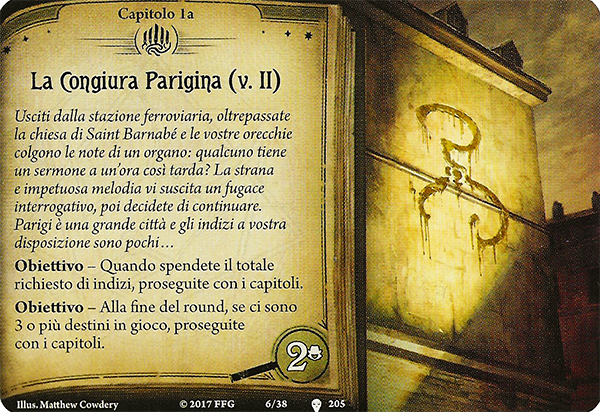 Capitolo 1a
La Congiura Parigina (v. II)
Usciti dalla stazione ferroviaria, oltrepassate
la chiesa di Saint Barnabé e le vostre orecchie
colgono le note di un organo: qualcuno tiene
un sermone a un'ora così tarda? La strana
e impetuosa melodia vi suscita un fugace
interrogativo, poi decidete di continuare.
Parigi è una grande città e gli indizi a vostra
disposizione sono pochi…
Obiettivo – Quando spendete il totale
richiesto di indizi, proseguite con i capitoli.
Obiettivo – Alla fine del round, se ci sono
3 o più destini in gioco, proseguite
con i capitoli.
2
Illus. Matthew Cowdery © 2017 FFG 6/38 205